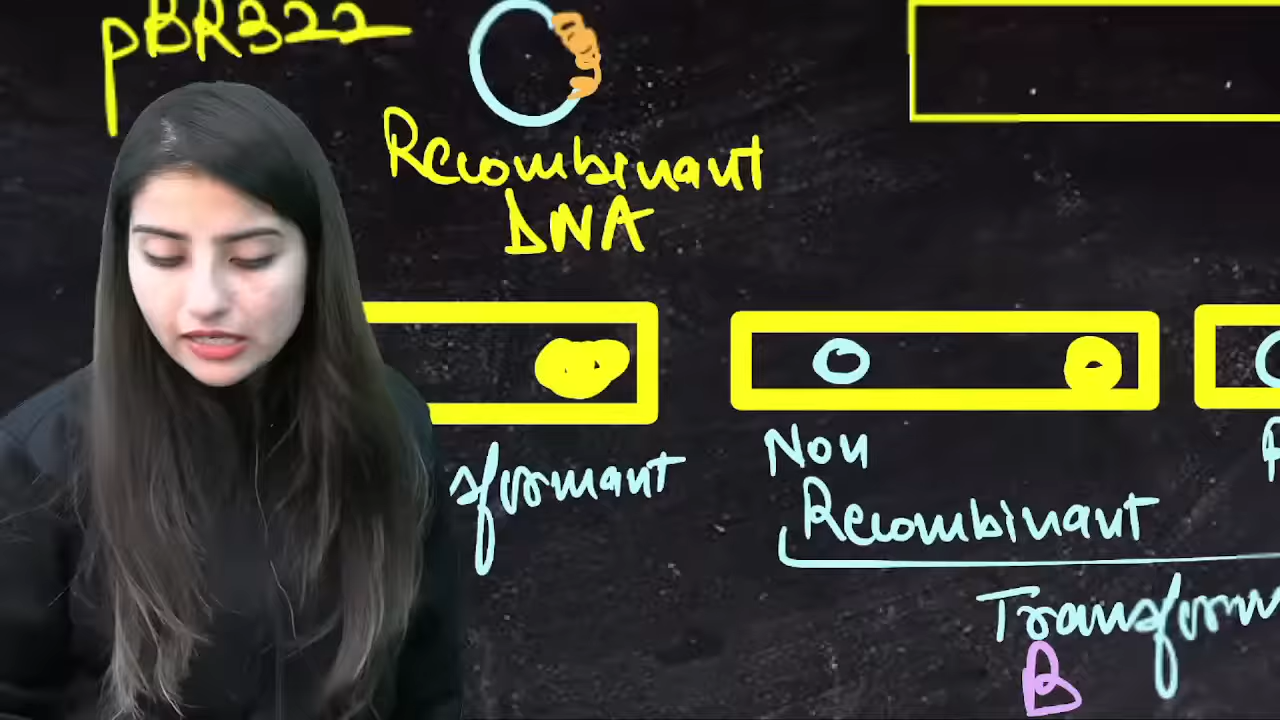 pBR322
Recombinant
DNA
sformant
Non
Recombinant
Transform
B